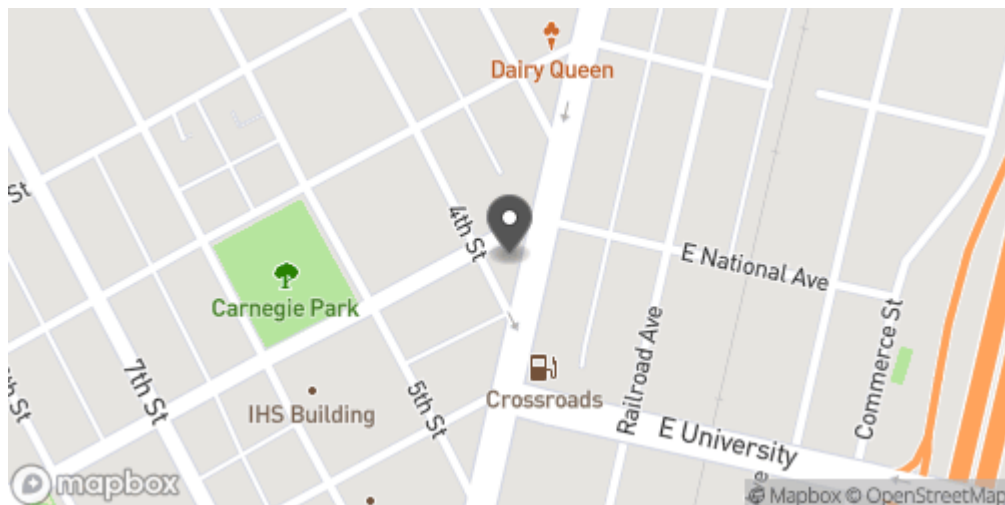 Dairy Queen
St
4th St
E National Ave
Carnegie Park
Railroad Ave
Commerce St
7th St
5th St
IHS Building
Crossroads
E University
mapbox
© Mapbox © OpenStreetMap